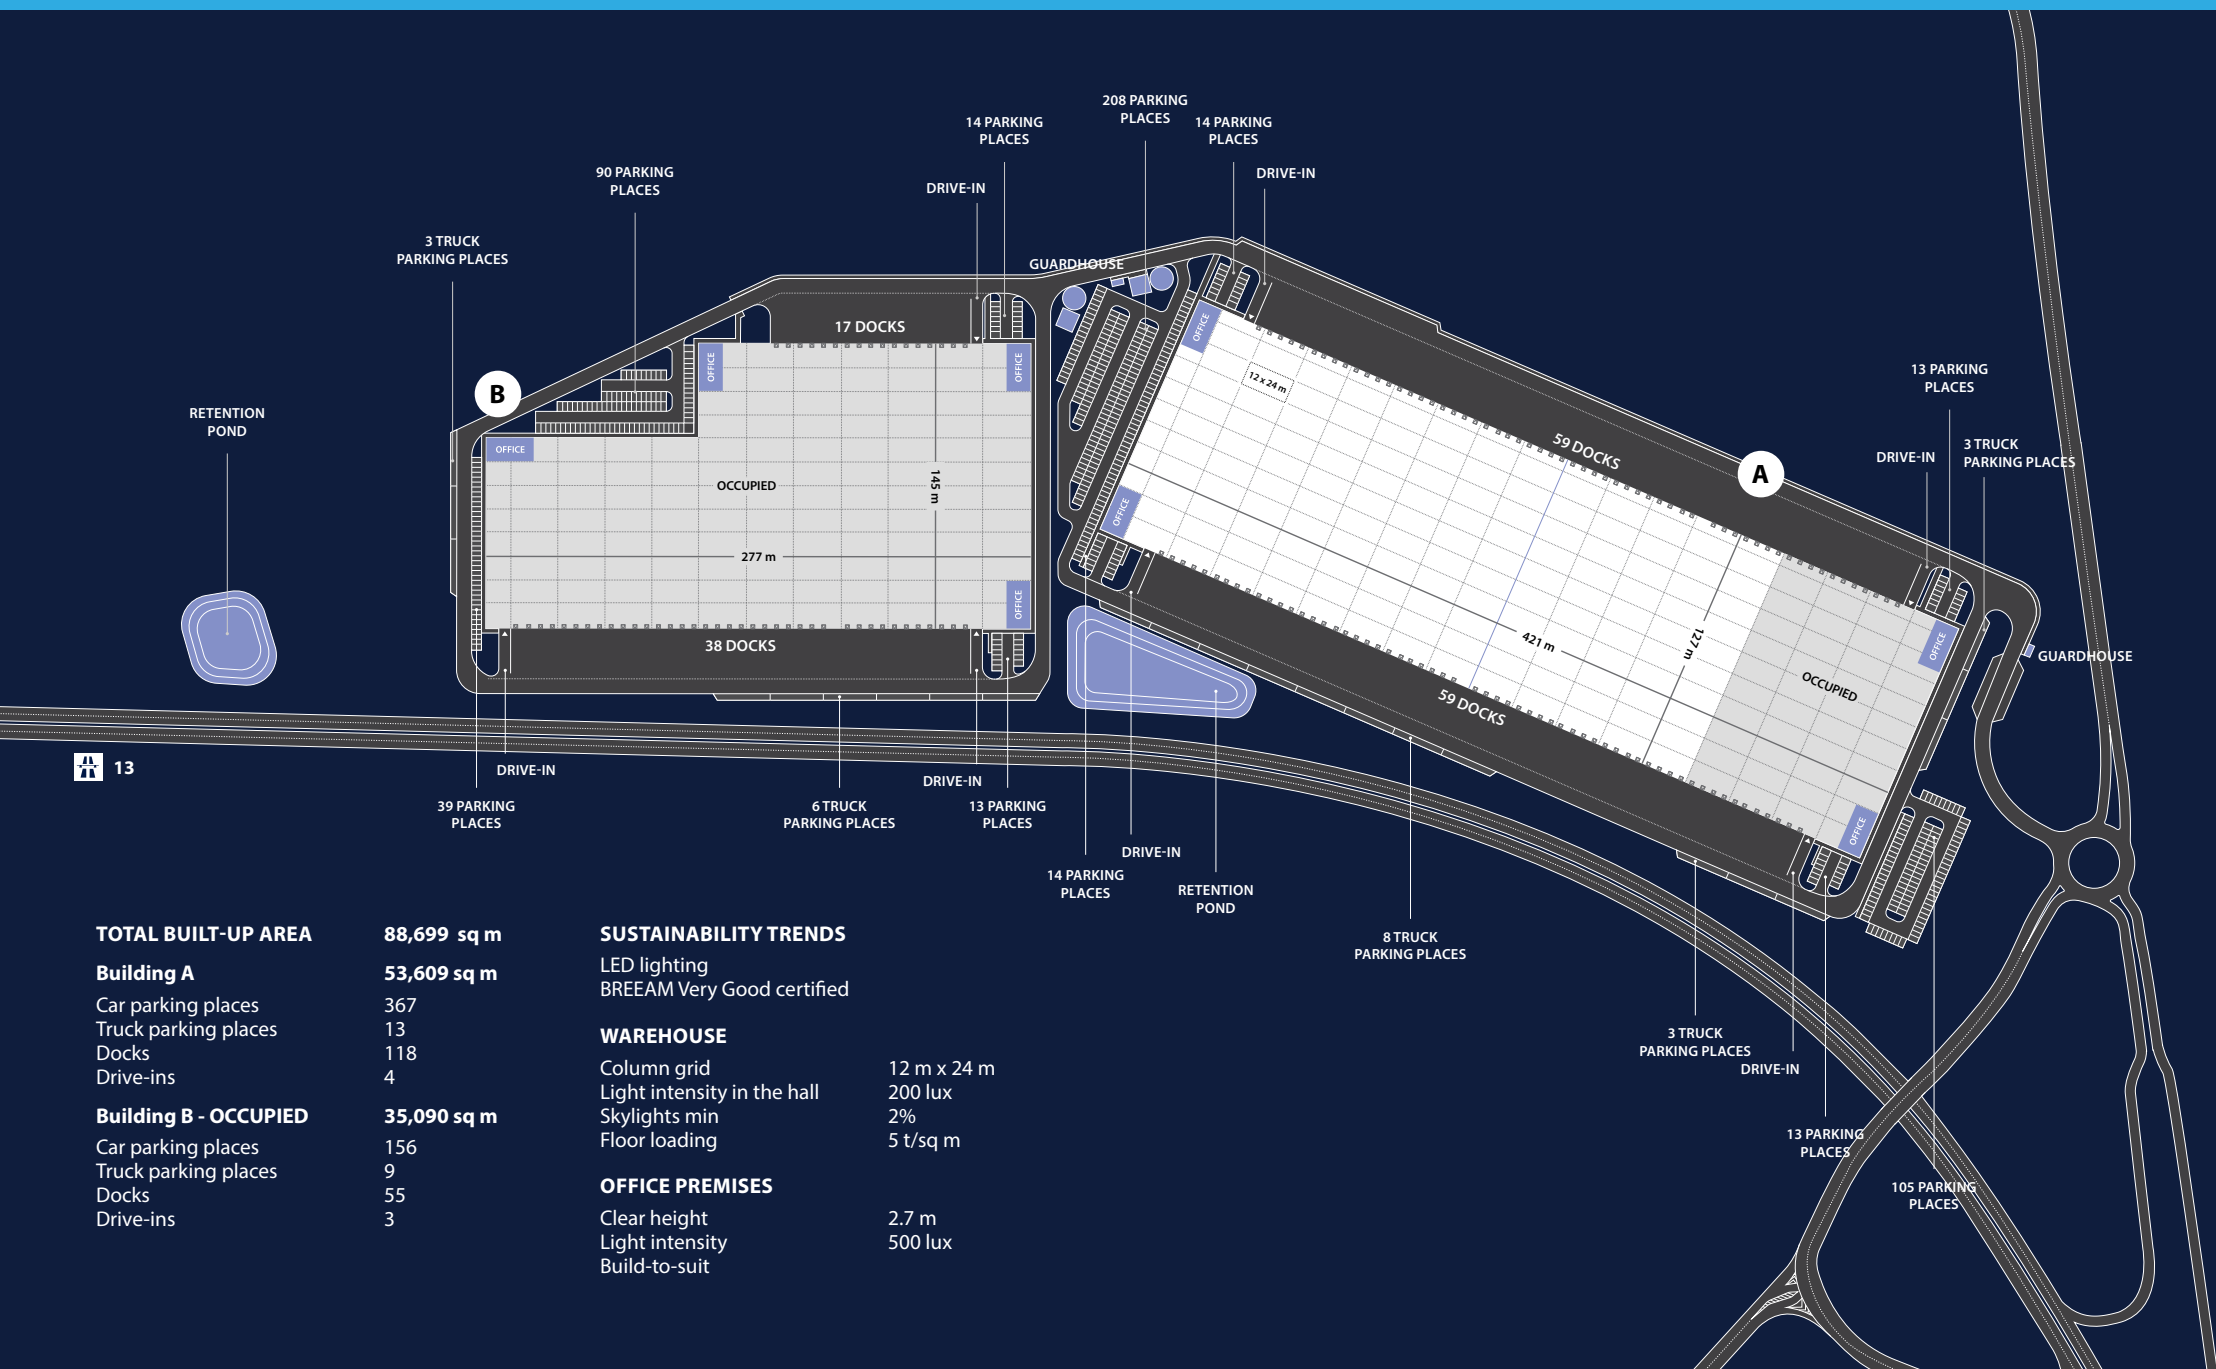 208 PARKING
PLACES
14 PARKING
PLACES
14 PARKING
PLACES
90 PARKING
PLACES
DRIVE-IN
DRIVE-IN
3 TRUCK
PARKING PLACES
GUARDHOUSE
17 DOCKS
OFFICE
OFFICE
OFFICE
12 x 24 m
B
13 PARKING
PLACES
RETENTION
POND
OFFICE
OCCUPIED
145 m
277 m
OFFICE
OFFICE
59 DOCKS
A
DRIVE-IN
3 TRUCK
PARKING PLACES
38 DOCKS
421 m
127 m
59 DOCKS
OCCUPIED
OFFICE
GUARDHOUSE
OFFICE
13
DRIVE-IN
39 PARKING
PLACES
6 TRUCK
PARKING PLACES
DRIVE-IN
13 PARKING
PLACES
DRIVE-IN
14 PARKING
PLACES
RETENTION
POND
8 TRUCK
PARKING PLACES
3 TRUCK
PARKING PLACES
DRIVE-IN
13 PARKING
PLACES
105 PARKING
PLACES
TOTAL BUILT-UP AREA 88,699 sq m
Building A 53,609 sq m
Car parking places 367
Truck parking places 13
Docks 118
Drive-ins 4
Building B - OCCUPIED 35,090 sq m
Car parking places 156
Truck parking places 9
Docks 55
Drive-ins 3
SUSTAINABILITY TRENDS
LED lighting
BREEAM Very Good certified
WAREHOUSE
Column grid 12 m x 24 m
Light intensity in the hall 200 lux
Skylights min 2%
Floor loading 5 t/sq m
OFFICE PREMISES
Clear height 2.7 m
Light intensity 500 lux
Build-to-suit